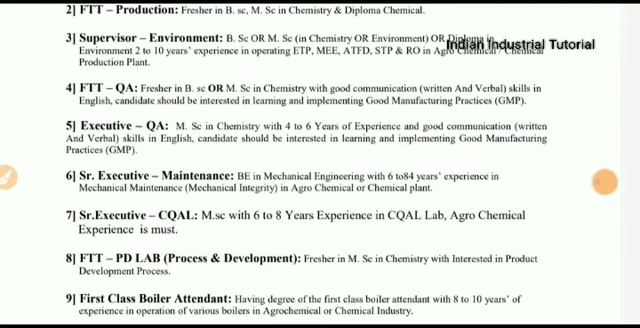 2] FTT – Production: Fresher in B. sc, M. Sc in Chemistry & Diploma Chemical.
3] Supervisor – Environment: B. Sc OR M. Sc (in Chemistry OR Environment) OR Diploma in
Indian Industrial Tutorial
Environment 2 to 10 years' experience in operating ETP, MEE, ATFD, STP & RO in Agro Chemical / Chemical
Production Plant.
4] FTT – QA: Fresher in B. sc OR M. Sc in Chemistry with good communication (written And Verbal) skills in
English, candidate should be interested in learning and implementing Good Manufacturing Practices (GMP).
5] Executive – QA: M. Sc in Chemistry with 4 to 6 Years of Experience and good communication (written
And Verbal) skills in English, candidate should be interested in learning and implementing Good Manufacturing
Practices (GMP).
6] Sr. Executive – Maintenance: BE in Mechanical Engineering with 6 to84 years' experience in
Mechanical Maintenance (Mechanical Integrity) in Agro Chemical or Chemical plant.
7] Sr.Executive – CQAL: M.sc with 6 to 8 Years Experience in CQAL Lab, Agro Chemical
Experience is must.
8] FTT – PD LAB (Process & Development): Fresher in M. Sc in Chemistry with Interested in Product
Development Process.
9] First Class Boiler Attendant: Having degree of the first class boiler attendant with 8 to 10 years' of
experience in operation of various boilers in Agrochemical or Chemical Industry.